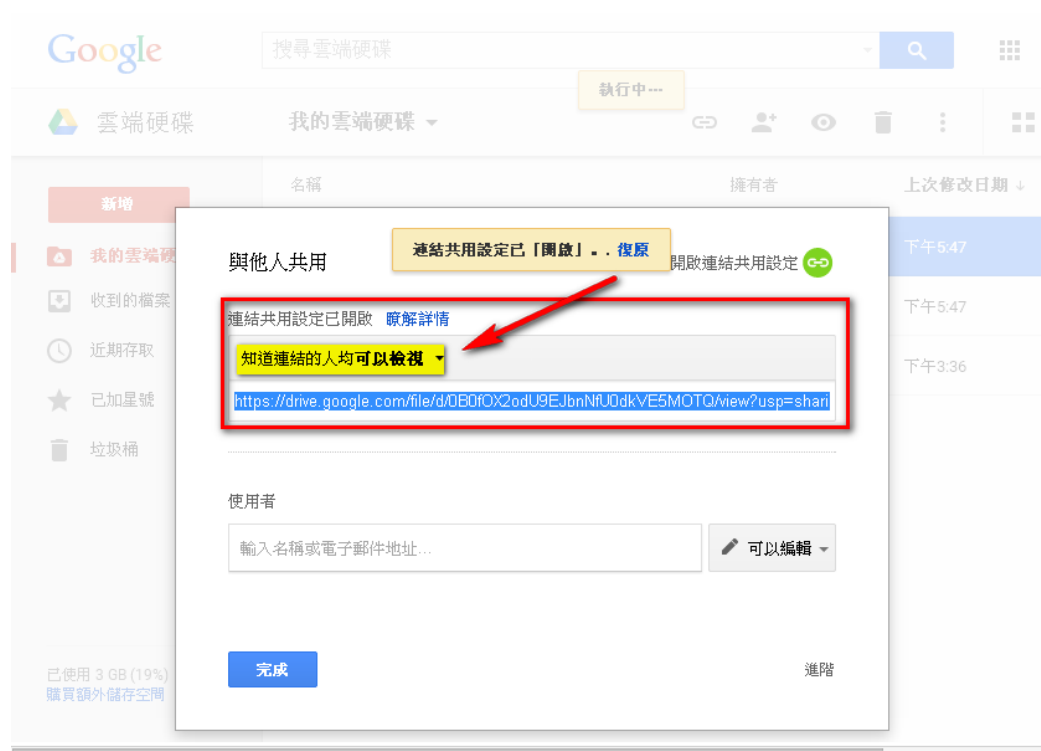 Google
搜尋雲端硬碟
執行中...
雲端硬碟
我的雲端硬碟
名稱
擁有者
上次修改日期 ↓
新增
我的雲端硬
收到的檔案
近期存取
已加星號
垃圾桶
已使用 3 GB (19%)
購買額外儲存空間
下午5:47
下午5:47
下午3:36
與他人共用
連結共用設定已「開啟」。. 復原
開啟連結共用設定
連結共用設定已開啟 瞭解詳情
知道連結的人均可以檢視
https://drive.google.com/file/d/0B0fOX2odU9EJbnNfU0dkVE5MOTQ/view?usp=shari
使用者
輸入名稱或電子郵件地址...
可以編輯
完成
進階